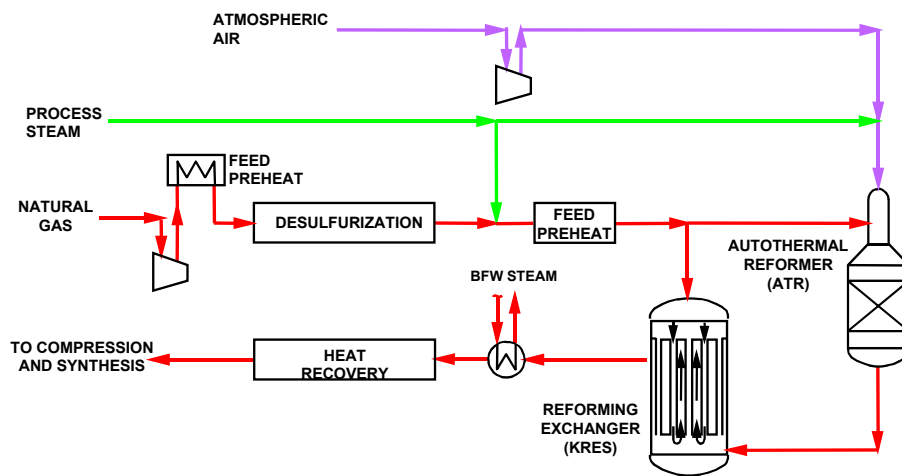 ATMOSPHERIC
AIR
PROCESS
STEAM
FEED
PREHEAT
NATURAL
GAS
DESULFURIZATION
FEED
PREHEAT
AUTOTHERMAL
REFORMER
(ATR)
BFW STEAM
TO COMPRESSION
AND SYNTHESIS
HEAT
RECOVERY
REFORMING
EXCHANGER
(KRES)